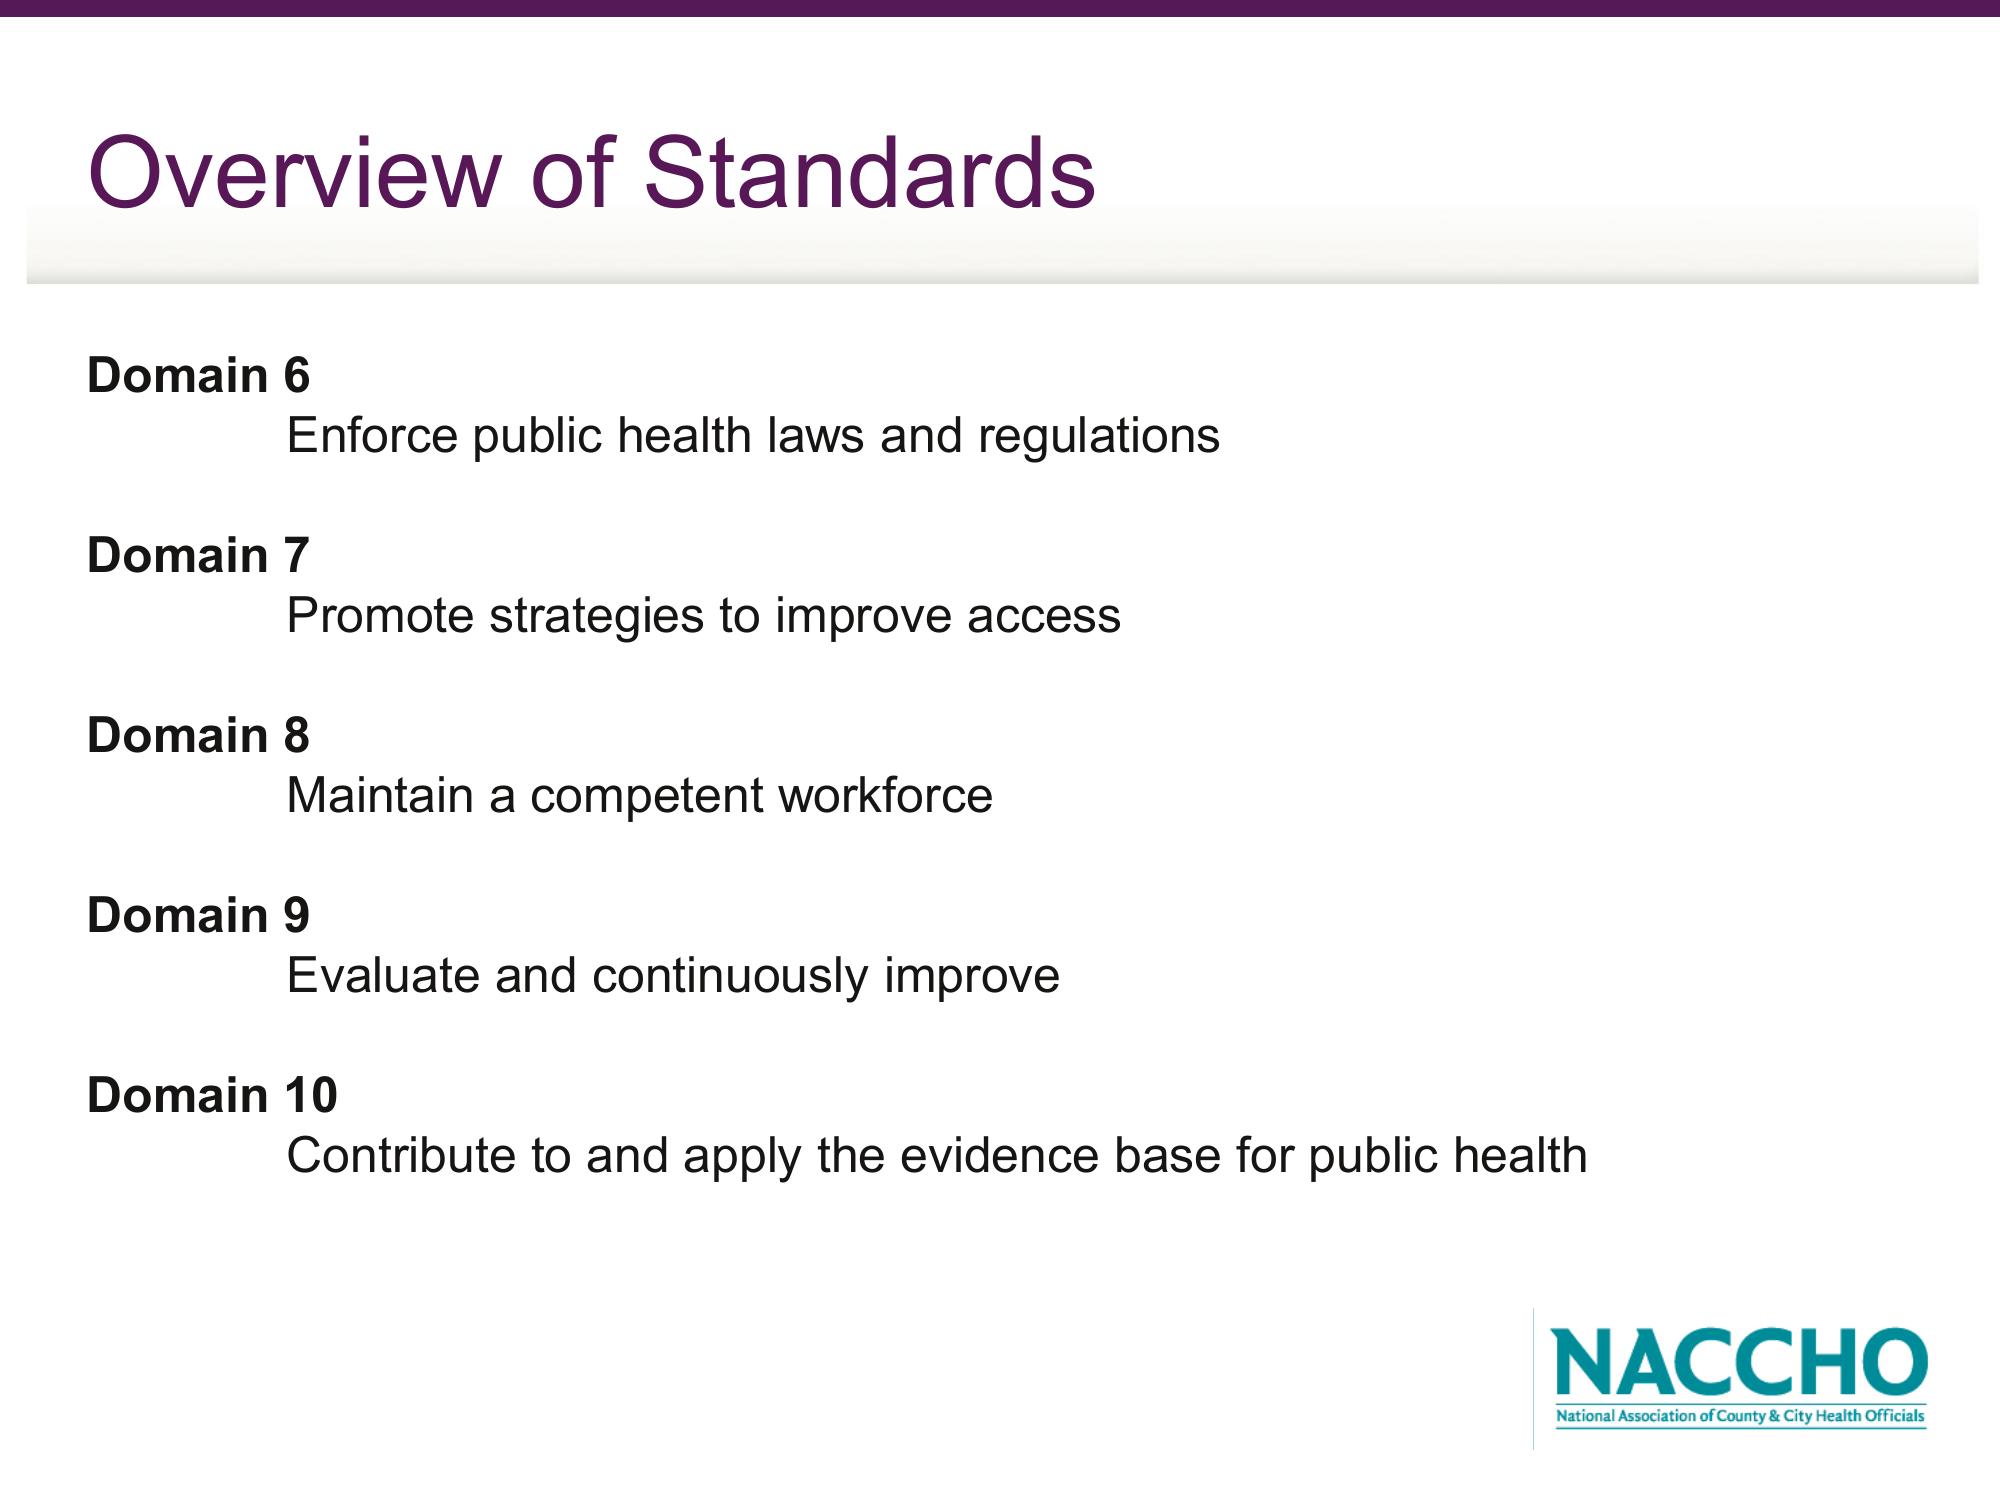 Overview of Standards
Domain 6
Enforce public health laws and regulations
Domain 7
Promote strategies to improve access
Domain 8
Maintain a competent workforce
Domain 9
Evaluate and continuously improve
Domain 10
Contribute to and apply the evidence base for public health
NACCHO
National Association of County & City Health Officials